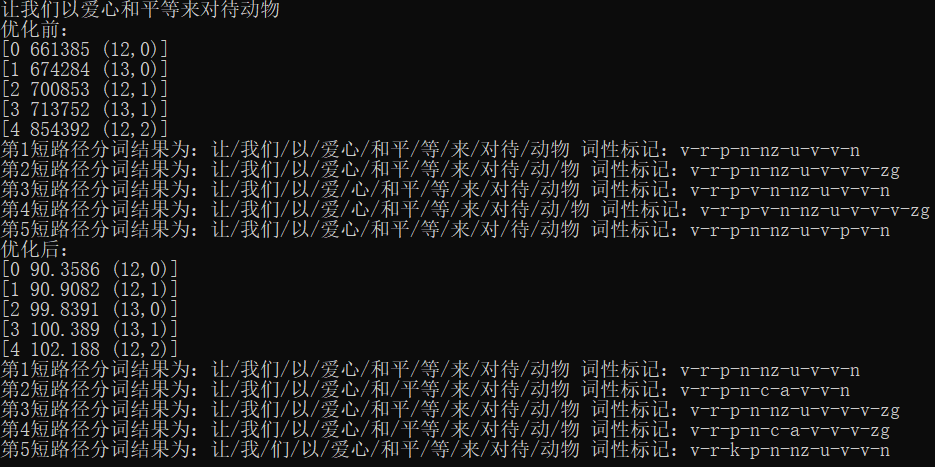 让我们以爱心和平等来对待动物
优化前:
[0 661385 (12,0)]
[1 674284 (13,0)]
[2 700853 (12,1)]
[3 713752 (13,1)]
[4 854392 (12,2)]
第1短路径分词结果为: 让/我们/以/爱心/和平/等/来/对待/动物 词性标记: v-r-p-n-nz-u-v-v-n
第2短路径分词结果为: 让/我们/以/爱心/和平/等/来/对待/动/物 词性标记: v-r-p-n-nz-u-v-v-v-zg
第3短路径分词结果为: 让/我们/以/爱/心/和平/等/来/对待/动物 词性标记: v-r-p-v-n-nz-u-v-v-n
第4短路径分词结果为: 让/我们/以/爱/心/和平/等/来/对待/动/物 词性标记: v-r-p-v-n-nz-u-v-v-v-zg
第5短路径分词结果为: 让/我们/以/爱心/和平/等/来/对/待/动物 词性标记: v-r-p-n-nz-u-v-p-v-n
优化后:
[0 90.3586 (12,0)]
[1 90.9082 (12,1)]
[2 99.8391 (13,0)]
[3 100.389 (13,1)]
[4 102.188 (12,2)]
第1短路径分词结果为: 让/我们/以/爱心/和平/等/来/对待/动物 词性标记: v-r-p-n-nz-u-v-v-n
第2短路径分词结果为: 让/我们/以/爱心/和/平等/来/对待/动物 词性标记: v-r-p-n-c-a-v-v-n
第3短路径分词结果为: 让/我们/以/爱心/和平/等/来/对待/动/物 词性标记: v-r-p-n-nz-u-v-v-v-zg
第4短路径分词结果为: 让/我们/以/爱心/和/平等/来/对待/动/物 词性标记: v-r-p-n-c-a-v-v-v-zg
第5短路径分词结果为: 让/我/们/以/爱心/和平/等/来/对待/动物 词性标记: v-r-k-p-n-nz-u-v-v-n